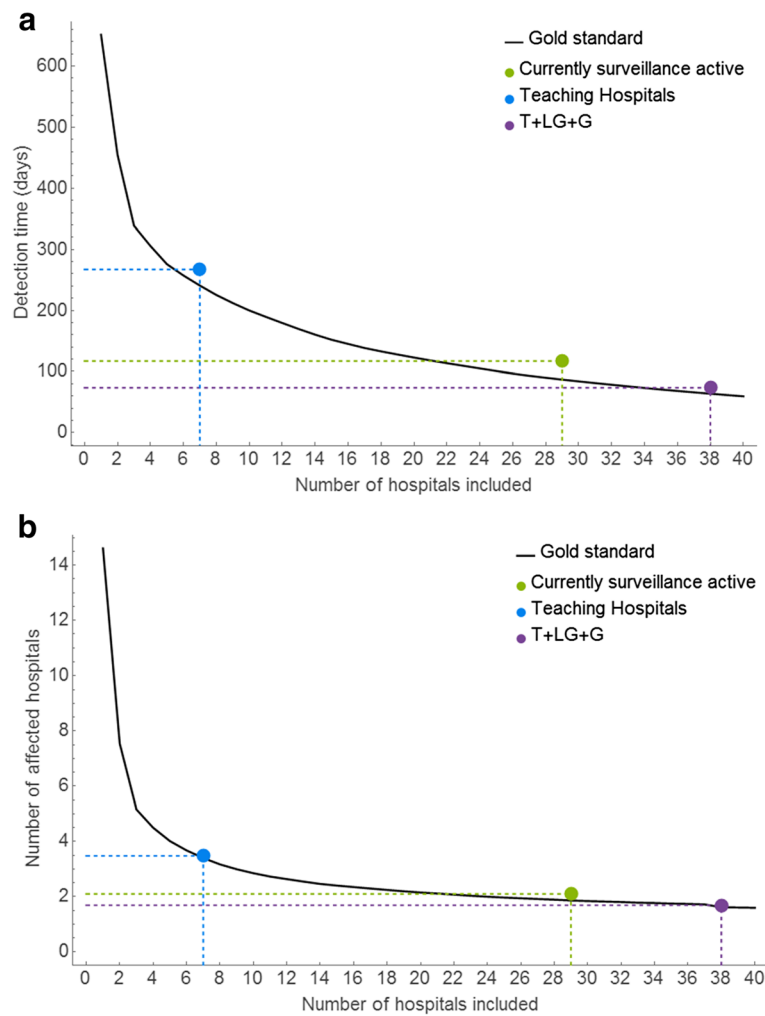 a
Gold standard
Currently surveillance active
Teaching Hospitals
T+LG+G
Detection time (days)
600
500
400
300
200
100
0
0 2 4 6 8 10 12 14 16 18 20 22 24 26 28 30 32 34 36 38 40
Number of hospitals included
b
Gold standard
Currently surveillance active
Teaching Hospitals
T+LG+G
Number of affected hospitals
14
12
10
8
6
4
2
0
0 2 4 6 8 10 12 14 16 18 20 22 24 26 28 30 32 34 36 38 40
Number of hospitals included